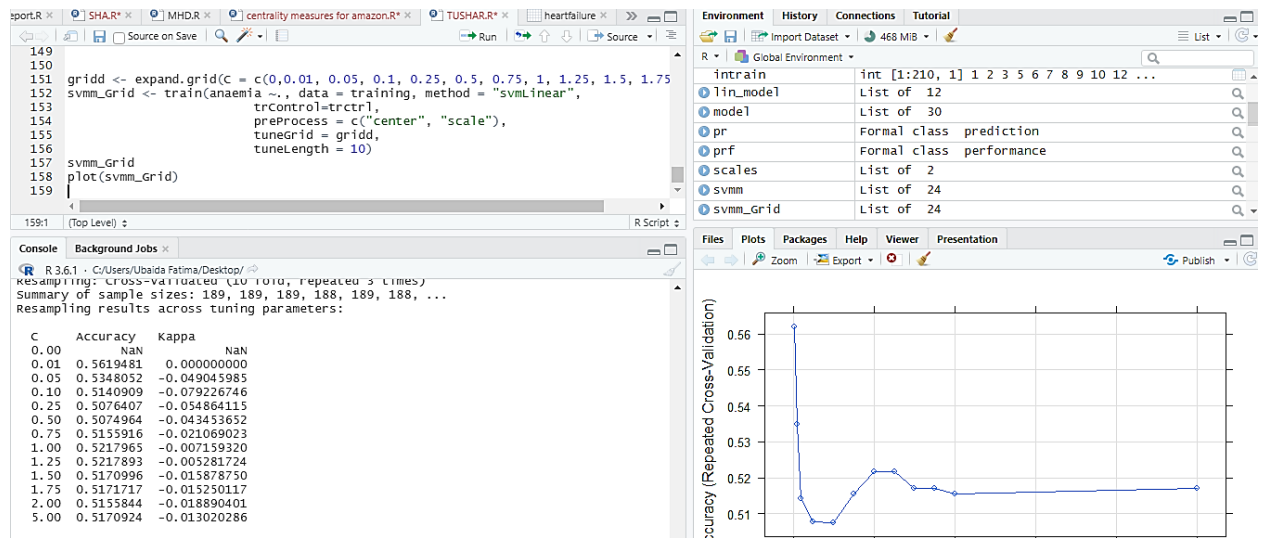 eport.R × SHA.R* × MHD.R × centrality measures for amazon.R* × TUSHAR.R* × heartfailure ×
Source on Save Run Source
149
150
151 gridd <- expand.grid(C = c(0,0.01, 0.05, 0.1, 0.25, 0.5, 0.75, 1, 1.25, 1.5, 1.75
152 svmm_Grid <- train(anaemia ~., data = training, method = "svmLinear",
153 trControl=trctrl,
154 preProcess = c("center", "scale"),
155 tuneGrid = gridd,
156 tuneLength = 10)
157 svmm_Grid
158 plot(svmm_Grid)
159
159:1 (Top Level) R Script
Console Background Jobs ×
R 3.6.1 · C:/Users/Ubaida Fatima/Desktop/
Resampling: Cross-Validated (10 fold, repeated 3 times)
Summary of sample sizes: 189, 189, 189, 188, 189, 188, ...
Resampling results across tuning parameters:
C Accuracy Kappa
0.00 NaN NaN
0.01 0.5619481 0.000000000
0.05 0.5348052 -0.049045985
0.10 0.5140909 -0.079226746
0.25 0.5076407 -0.054864115
0.50 0.5074964 -0.043453652
0.75 0.5155916 -0.021069023
1.00 0.5217965 -0.007159320
1.25 0.5217893 -0.005281724
1.50 0.5170996 -0.015878750
1.75 0.5171717 -0.015250117
2.00 0.5155844 -0.018890401
5.00 0.5170924 -0.013020286
Environment History Connections Tutorial
Import Dataset 468 MiB List
R Global Environment
intrain int [1:210, 1] 1 2 3 5 6 7 8 9 10 12 ...
lin_model List of 12
model List of 30
pr Formal class prediction
prf Formal class performance
scales List of 2
svmm List of 24
svmm_Grid List of 24
Files Plots Packages Help Viewer Presentation
Zoom Export Publish
ccuracy (Repeated Cross-Validation)
0.56
0.55
0.54
0.53
0.52
0.51